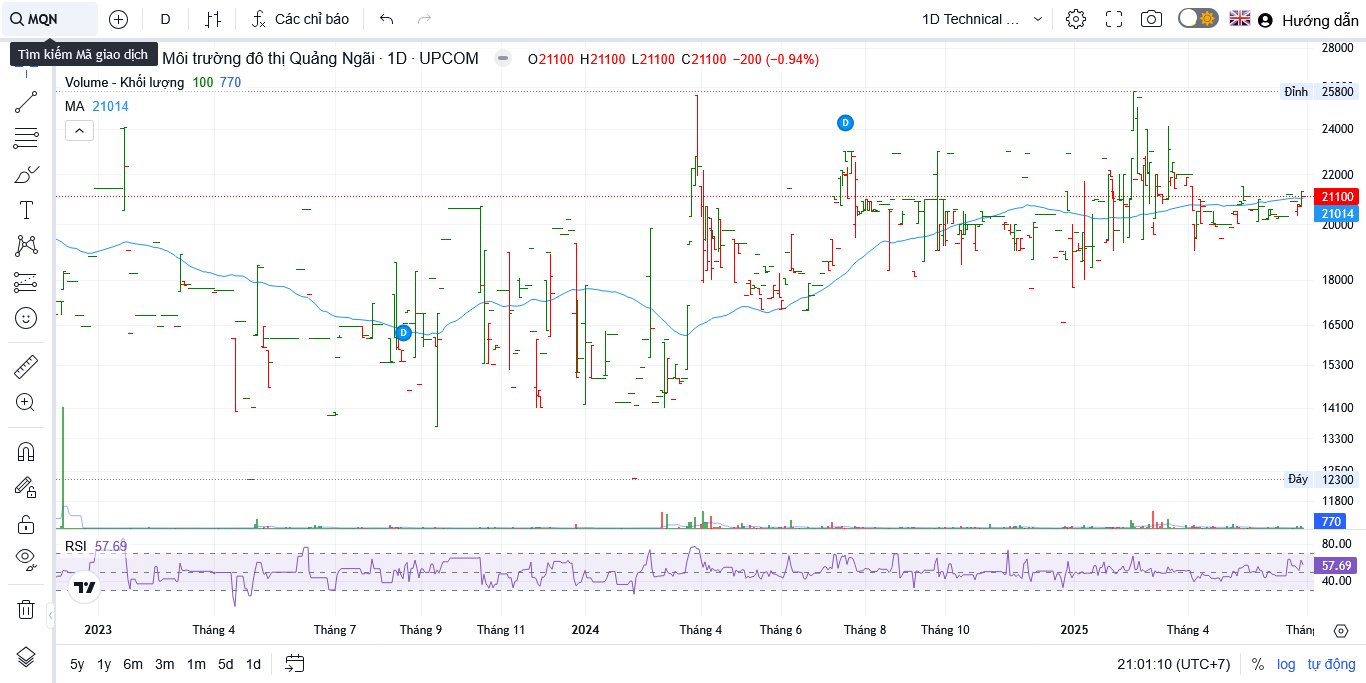 MQN
D
Các chỉ báo
1D Technical ...
Hướng dẫn
Tìm kiếm Mã giao dịch
Môi trường đô thị Quảng Ngãi · 1D · UPCOM
O21100 H21100 L21100 C21100 −200 (−0.94%)
Volume - Khối lượng 100 770
MA 21014
28000
Đỉnh 25800
24000
22000
21100
21014
20000
18000
16500
15300
14100
13300
12500
Đáy 12300
11800
770
D
D
RSI 57.69
80.00
57.69
40.00
2023 Tháng 4 Tháng 7 Tháng 9 Tháng 11 2024 Tháng 4 Tháng 6 Tháng 8 Tháng 10 2025 Tháng 4 Thán
5y 1y 6m 3m 1m 5d 1d
21:01:10 (UTC+7) % log tự động